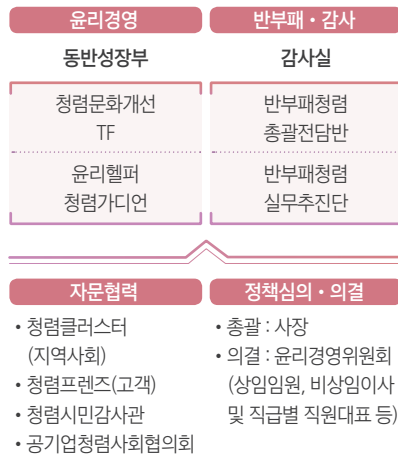 윤리경영
동반성장부
청렴문화개선
TF
윤리헬퍼
청렴가디언
반부패・감사
감사실
반부패청렴
총괄전담반
반부패청렴
실무추진단
자문협력
• 청렴클러스터
(지역사회)
• 청렴프렌즈(고객)
• 청렴시민감사관
• 공기업청렴사회협의회
정책심의・의결
• 총괄 : 사장
• 의결 : 윤리경영위원회
(상임임원, 비상임이사
및 직급별 직원대표 등)